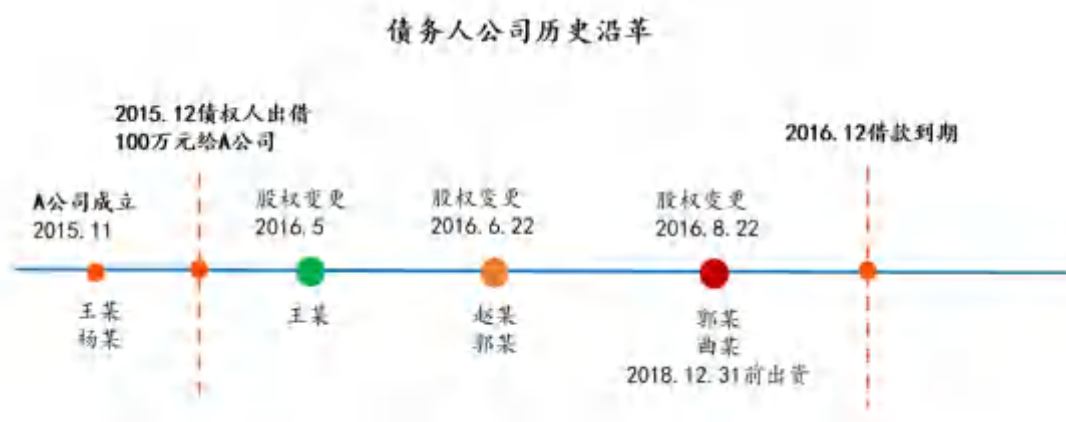 债务人公司历史沿革
2015.12债权人出借
100万元给A公司
2016.12借款到期
A公司成立
2015.11
股权变更
2016.5
股权变更
2016.6.22
股权变更
2016.8.22
王某
杨某
王某
赵某
郭某
郭某
曲某
2018.12.31前出资